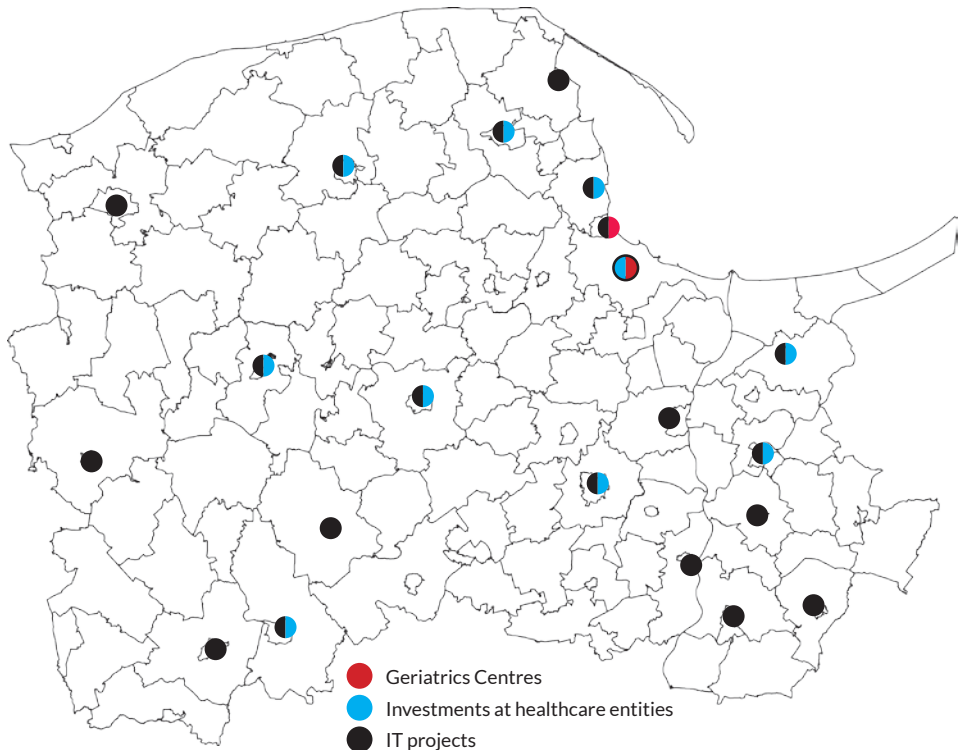 Geriatrics Centres
Investments at healthcare entities
IT projects